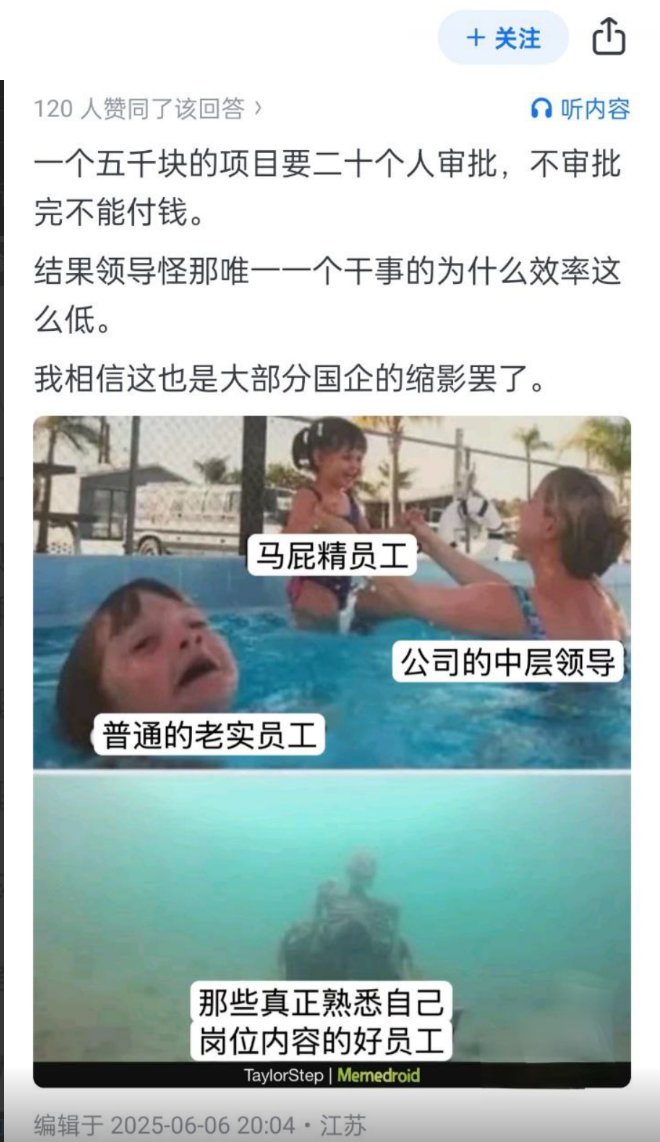 + 关注
120 人赞同了该回答 ›
听内容
一个五千块的项目要二十个人审批，不审批
完不能付钱。
结果领导怪那唯一一个干事的为什么效率这
么低。
我相信这也是大部分国企的缩影罢了。
马屁精员工
公司的中层领导
普通的老实员工
那些真正熟悉自己
岗位内容的好员工
TaylorStep | Memedroid
编辑于 2025-06-06 20:04・江苏